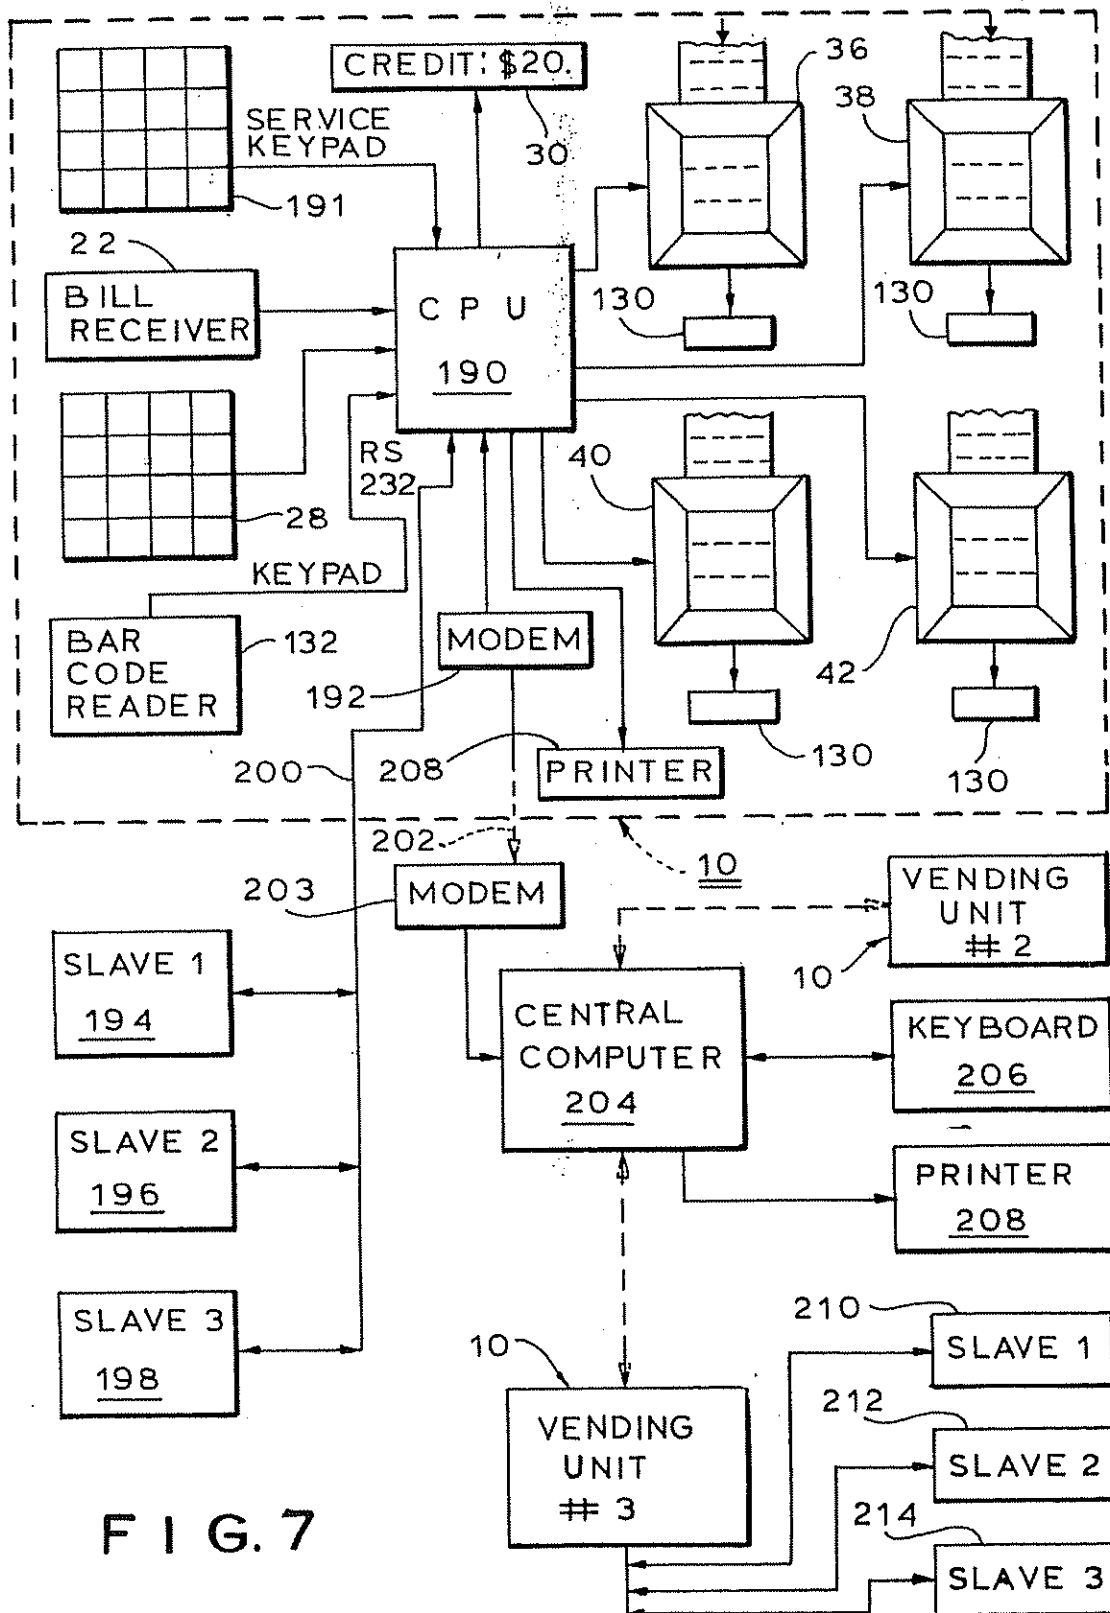 CREDIT: $20.
30
36
38
SERVICE
KEYPAD
191
22
BILL
RECEIVER
CPU
190
130
130
28
KEYPAD
RS
232
40
42
BAR
CODE
READER
132
MODEM
192
208
PRINTER
130
130
200
202
10
203
MODEM
VENDING
UNIT
# 2
10
SLAVE 1
194
CENTRAL
COMPUTER
204
KEYBOARD
206
SLAVE 2
196
PRINTER
208
SLAVE 3
198
10
VENDING
UNIT
# 3
210
SLAVE 1
212
SLAVE 2
214
SLAVE 3
FIG. 7